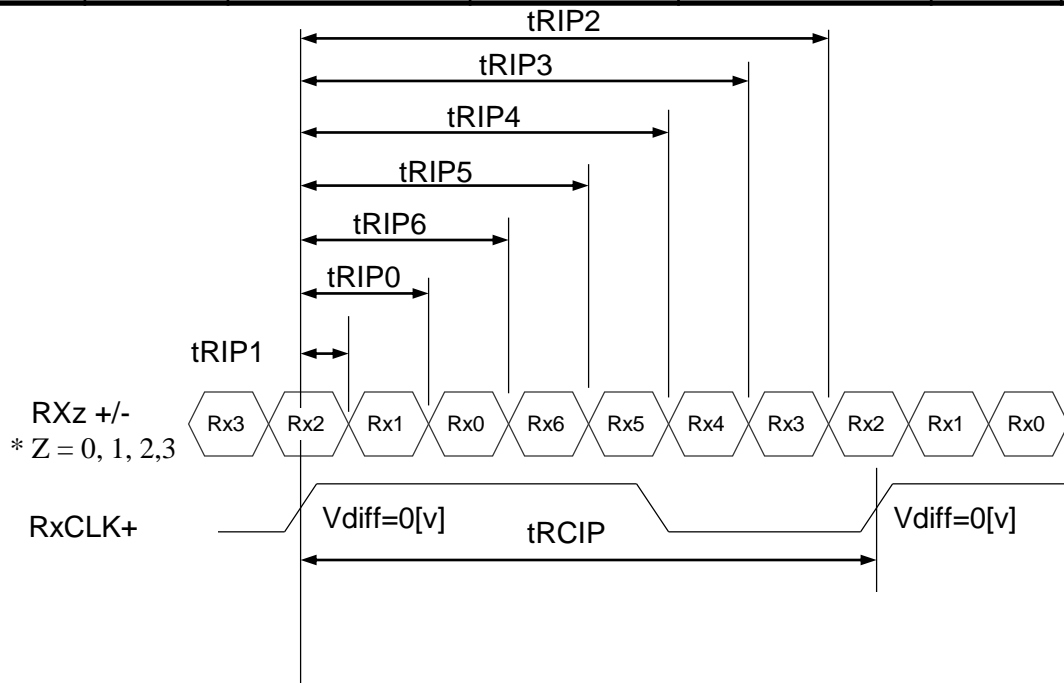 tRIP2
tRIP3
tRIP4
tRIP5
tRIP6
tRIP0
tRIP1
RXz +/-
* Z = 0, 1, 2,3
Rx3 Rx2 Rx1 Rx0 Rx6 Rx5 Rx4 Rx3 Rx2 Rx1 Rx0
RxCLK+
Vdiff=0[v]
tRCIP
Vdiff=0[v]